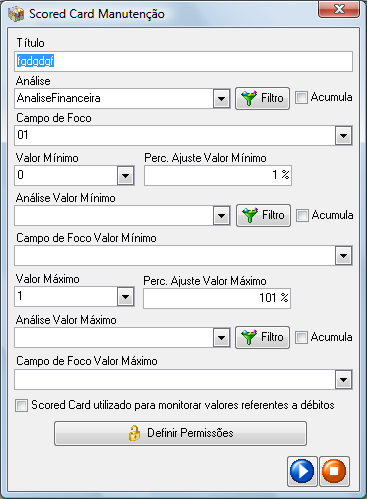 Scored Card Manutenção
Título
fgdgdgf
Análise
AnaliseFinanceira Filtro Acumula
Campo de Foco
01
Valor Mínimo Perc. Ajuste Valor Mínimo
0 1 %
Análise Valor Mínimo
Filtro Acumula
Campo de Foco Valor Mínimo
Valor Máximo Perc. Ajuste Valor Máximo
1 101 %
Análise Valor Máximo
Filtro Acumula
Campo de Foco Valor Máximo
Scored Card utilizado para monitorar valores referentes a débitos
Definir Permissões